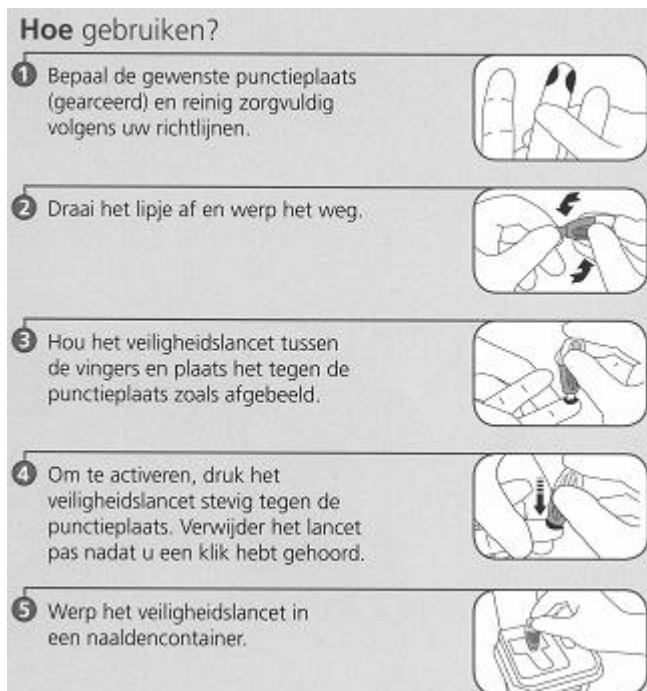 Hoe gebruiken?
1 Bepaal de gewenste punctieplaats
(gearceerd) en reinig zorgvuldig
volgens uw richtlijnen.
2 Draai het lipje af en werp het weg.
3 Hou het veiligheidslancet tussen
de vingers en plaats het tegen de
punctieplaats zoals afgebeeld.
4 Om te activeren, druk het
veiligheidslancet stevig tegen de
punctieplaats. Verwijder het lancet
pas nadat u een klik hebt gehoord.
5 Werp het veiligheidslancet in
een naaldencontainer.